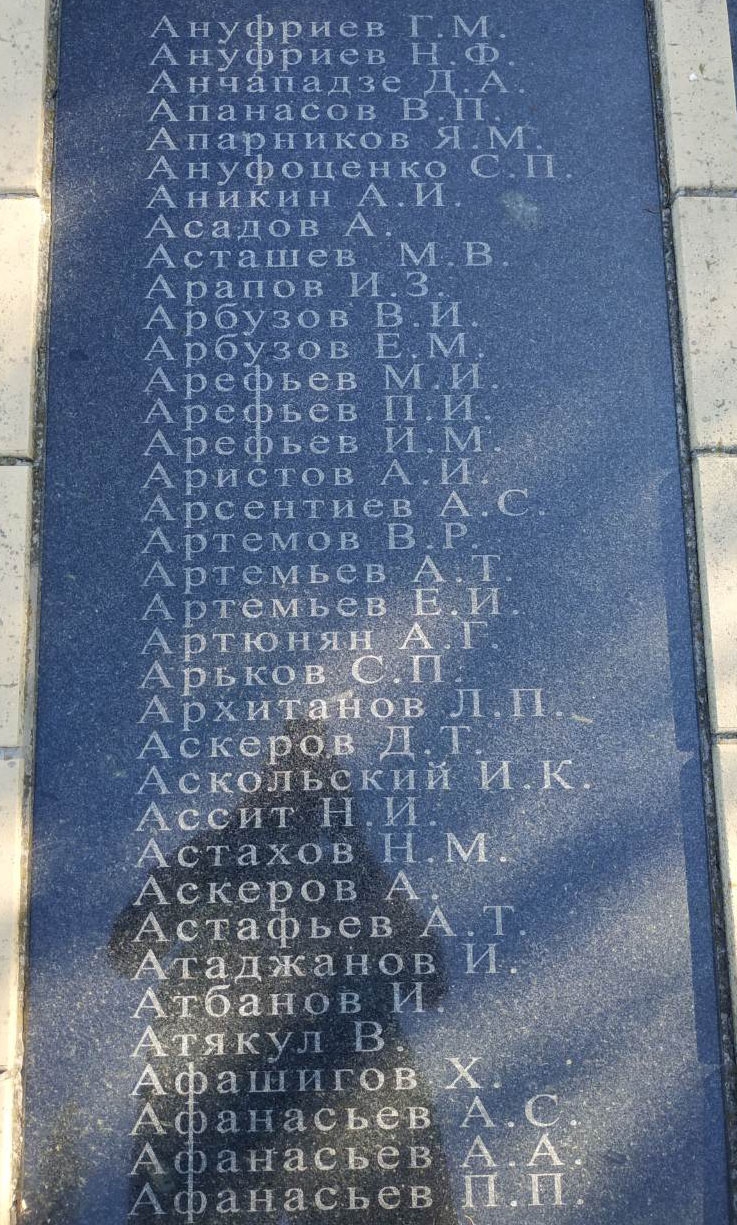 Ануфриев Г.М.
Ануфриев Н.Ф.
Анчападзе Д.А.
Апанасов В.П.
Апарников Я.М.
Ануфоценко С.П.
Аникин А.И.
Асадов А.
Асташев М.В.
Арапов И.З.
Арбузов В.И.
Арбузов Е.М.
Арефьев М.И.
Арефьев П.И.
Арефьев И.М.
Аристов А.И.
Арсентиев А.С.
Артемов В.Р.
Артемьев А.Т.
Артемьев Е.И.
Артюнян А.Г.
Арьков С.П.
Архитанов Л.П.
Аскеров Д.Т.
Аскольский И.К.
Ассит Н.И.
Астахов Н.М.
Аскеров А.
Астафьев А.Т.
Атаджанов И.
Атбанов И.
Атякул В.
Афашигов Х.
Афанасьев А.С.
Афанасьев А.А.
Афанасьев П.П.